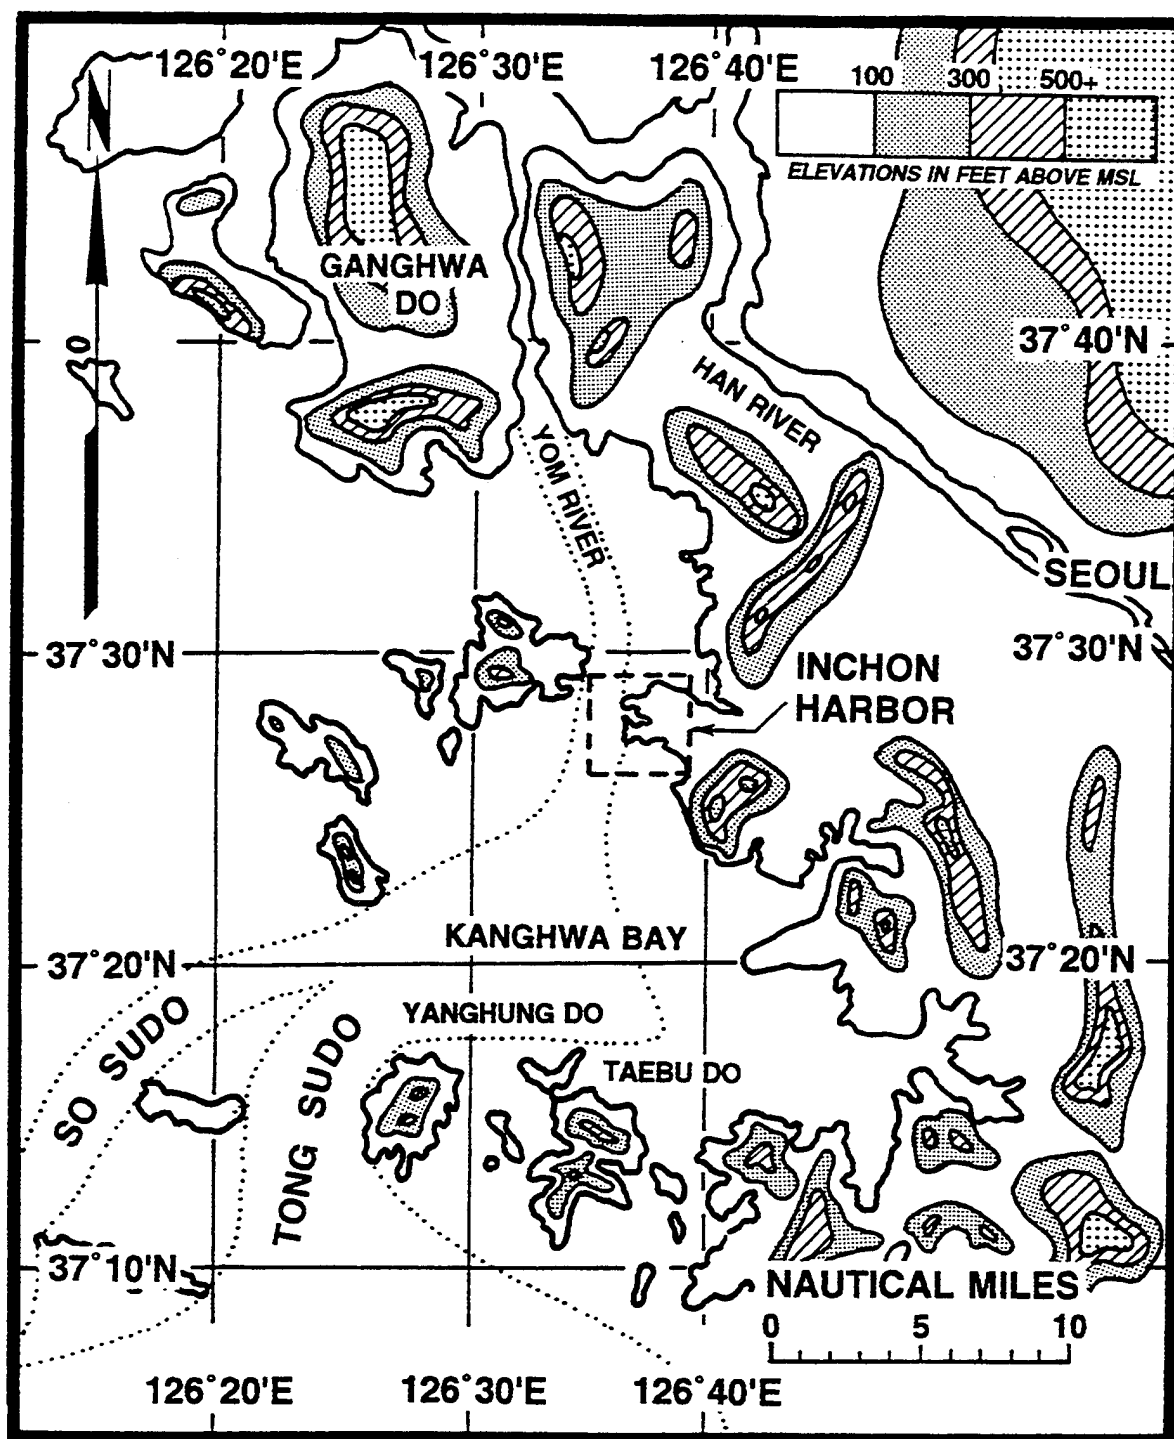 126°20'E
126°30'E
126°40'E
N
100
300
500+
ELEVATIONS IN FEET ABOVE MSL
GANGHWA
DO
37°40'N
HAN RIVER
YOM RIVER
SEOUL
37°30'N
37°30'N
INCHON
HARBOR
KANGHWA BAY
37°20'N
37°20'N
SO SUDO
TONG SUDO
YANGHUNG DO
TAEBU DO
37°10'N
NAUTICAL MILES
0
5
10
126°20'E
126°30'E
126°40'E